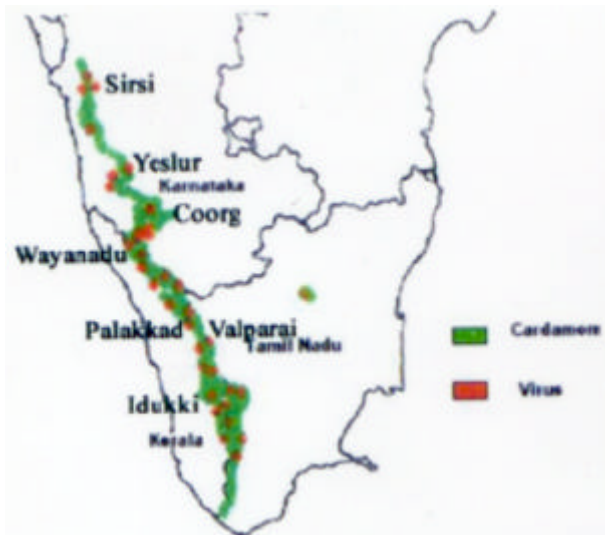 Sirsi
Yeslur
Karnataka
Coorg
Wayanadu
Palakkad
Valparai
Tamil Nadu
Cardamom
Idukki
Virus
Kerala